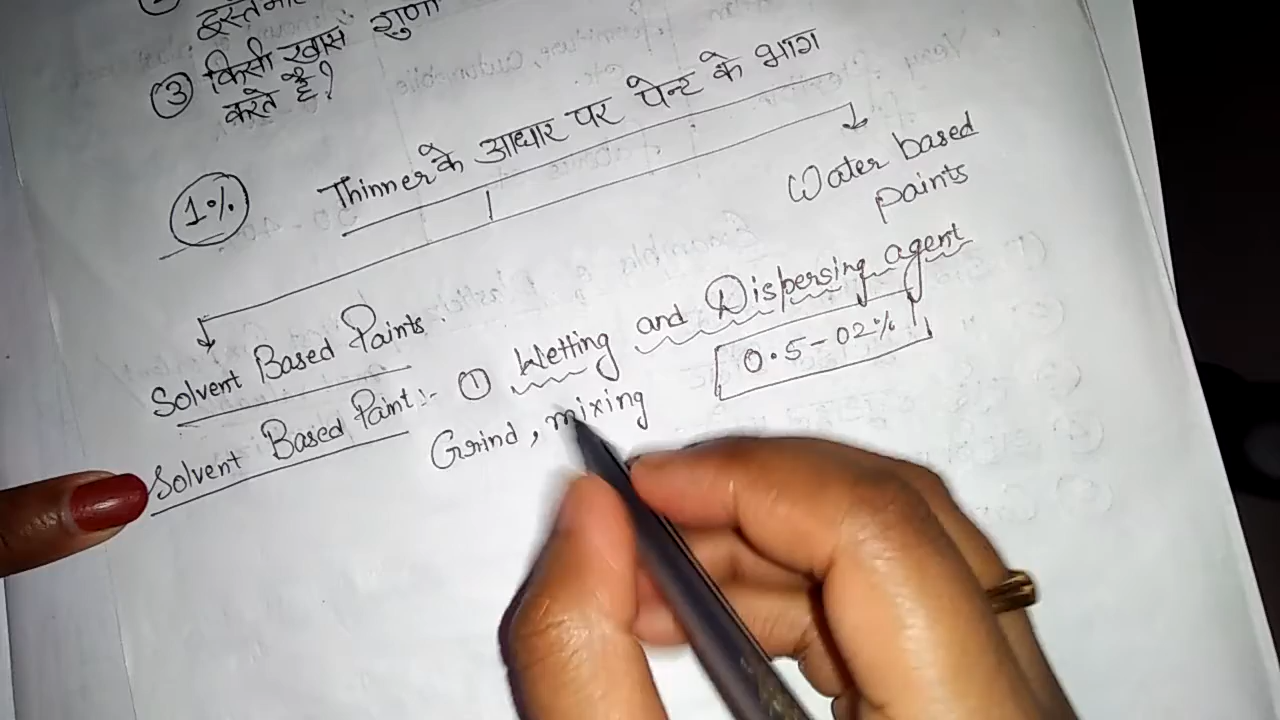 इस्तेमाल
③ किसी खास गुणों
करते है?
1% Thinner के आधार पर पेन्ट के भाग
Water based
paints
Solvent Based Paints.
Solvent Based Paint:- ① Wetting and Dispersing agent
0.5-02%
Grind, mixing